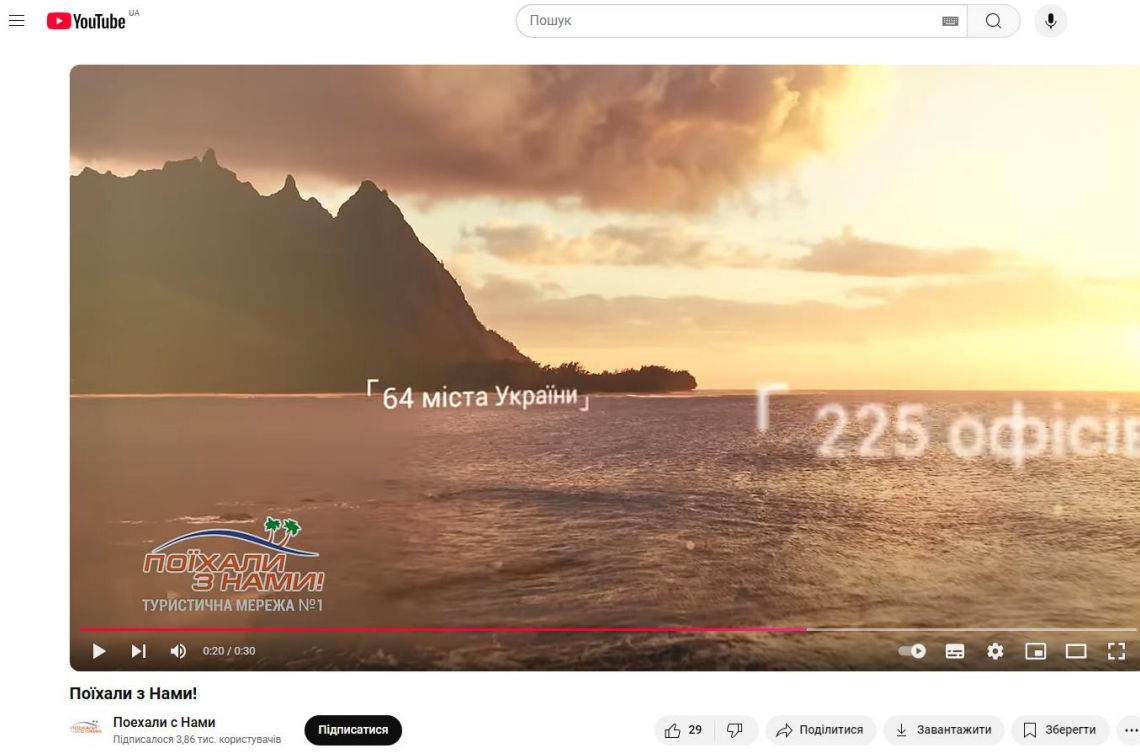 YouTube UA
Пошук
「64 міста України」
「225 офісів
ПОЇХАЛИ
З НАМИ!
ТУРИСТИЧНА МЕРЕЖА №1
0:20 / 0:30
Поїхали з Нами!
Поехали с Нами
Підписалося 3,86 тис. користувачів
Підписатися
29
Поділитися
Завантажити
Зберегти